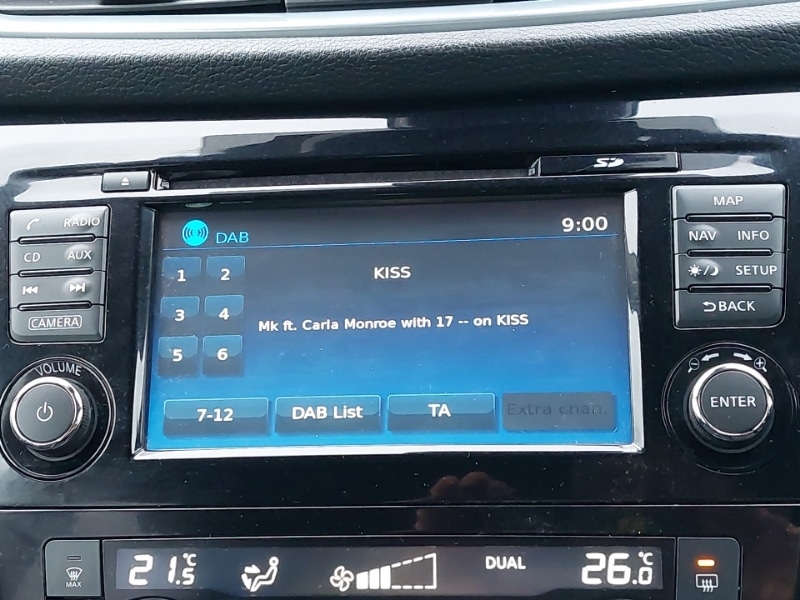 SD
MAP
RADIO
DAB
9:00
CD AUX
1 2
KISS
NAV INFO
3 4
Mk ft. Carla Monroe with 17 -- on KISS
SETUP
CAMERA
5 6
BACK
VOLUME
7-12
DAB List
TA
Extra chan.
ENTER
MAX
21.5°C
DUAL
26.0°C